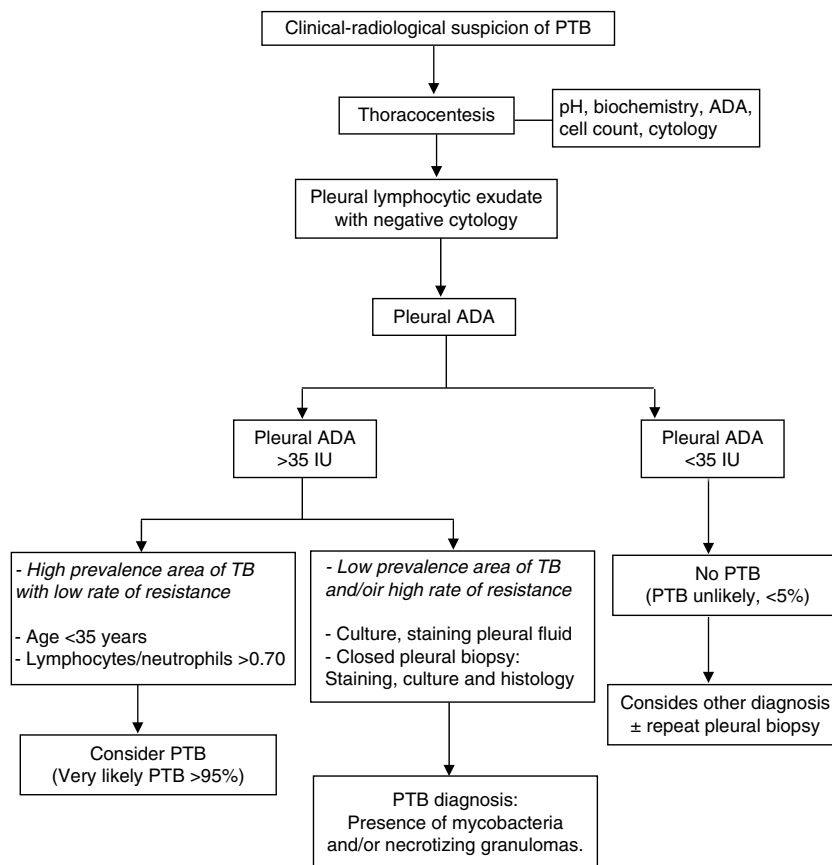 Clinical-radiological suspicion of PTB
Thoracocentesis
pH, biochemistry, ADA,
cell count, cytology
Pleural lymphocytic exudate
with negative cytology
Pleural ADA
Pleural ADA
>35 IU
Pleural ADA
<35 IU
- High prevalence area of TB
with low rate of resistance
- Age <35 years
- Lymphocytes/neutrophils >0.70
- Low prevalence area of TB
and/oir high rate of resistance
- Culture, staining pleural fluid
- Closed pleural biopsy:
Staining, culture and histology
No PTB
(PTB unlikely, <5%)
Consider PTB
(Very likely PTB >95%)
PTB diagnosis:
Presence of mycobacteria
and/or necrotizing granulomas.
Consides other diagnosis
± repeat pleural biopsy